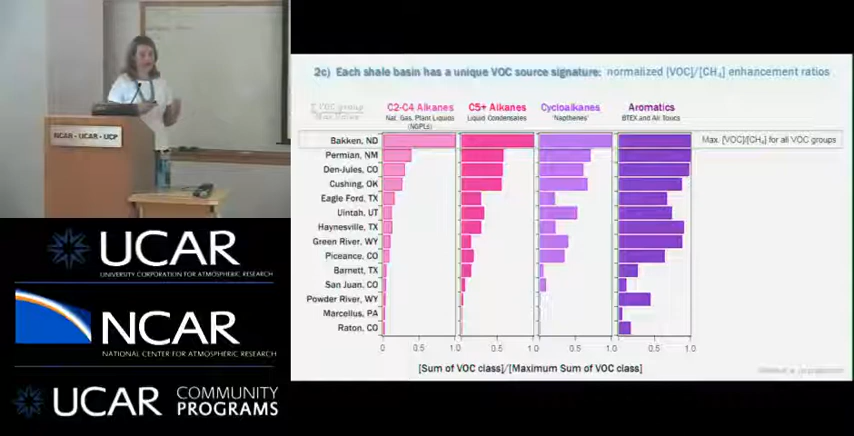 NCAR - UCAR - UCP
UCAR
UNIVERSITY CORPORATION FOR ATMOSPHERIC RESEARCH
NCAR
NATIONAL CENTER FOR ATMOSPHERIC RESEARCH
UCAR COMMUNITY
PROGRAMS
2c) Each shale basin has a unique VOC source signature: normalized [VOC]/[CH4] enhancement ratios
C2-C4 Alkanes
Nat. Gas. Plant Liquids
(NGPLs)
C5+ Alkanes
Liquid Condensates
Cycloalkanes
'Napthenes'
Aromatics
BTEX and Air Toxics
Bakken, ND
Permian, NM
Den-Jules, CO
Cushing, OK
Eagle Ford, TX
Uintah, UT
Haynesville, TX
Green River, WY
Piceance, CO
Barnett, TX
San Juan, CO
Powder River, WY
Marcellus, PA
Raton, CO
Max. [VOC]/[CH4] for all VOC groups
0 0.5 1.0 0.5 1.0 0.5 1.0 0.5 1.0
[Sum of VOC class]/[Maximum Sum of VOC class]